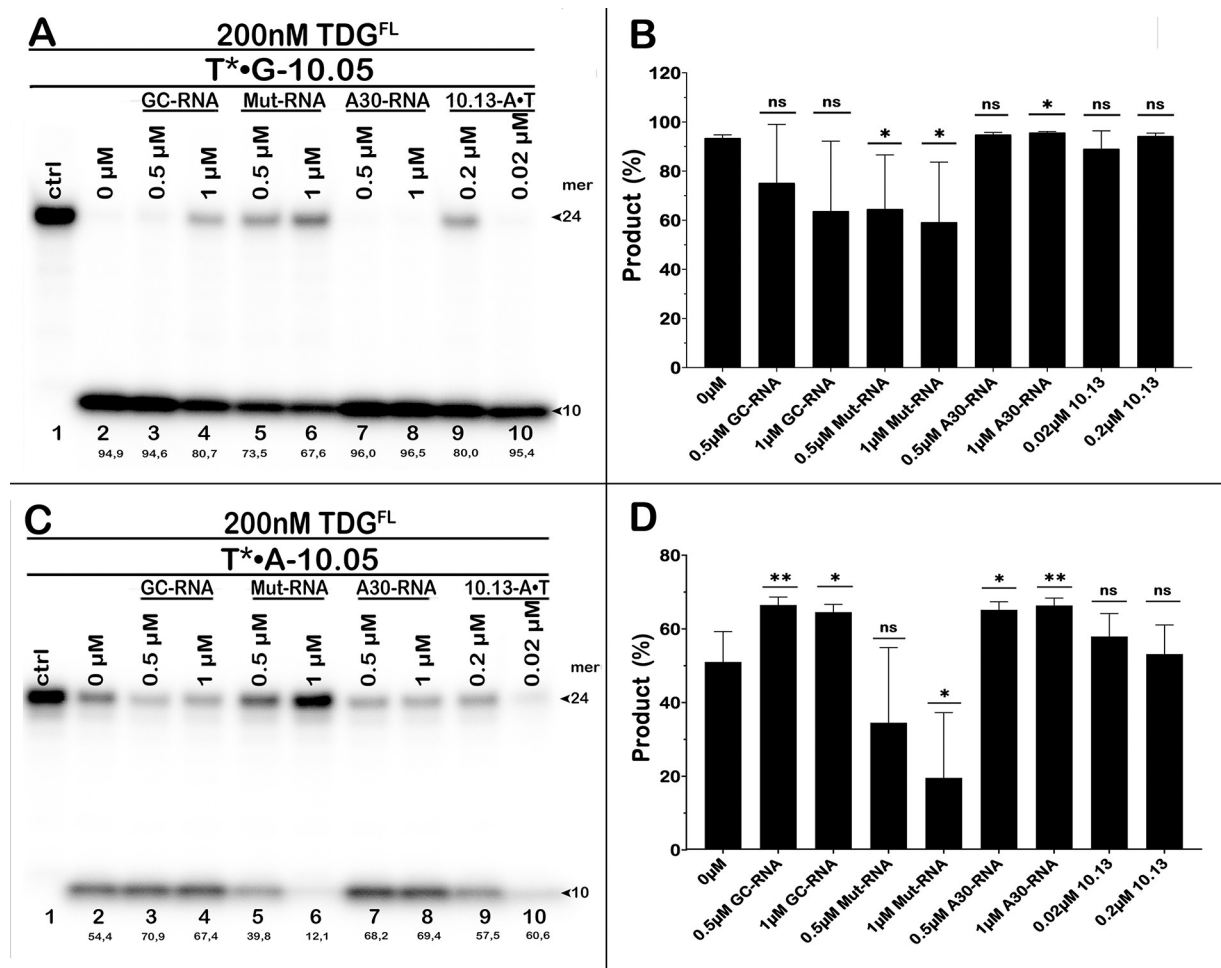 A
200nM TDGFL
T*•G-10.05
GC-RNA Mut-RNA A30-RNA 10.13-A•T
ctrl 0 µM 0.5 µM 1 µM 0.5 µM 1 µM 0.5 µM 1 µM 0.2 µM 0.02 µM
mer
24
10
1 2 3 4 5 6 7 8 9 10
94,9 94,6 80,7 73,5 67,6 96,0 96,5 80,0 95,4
B
Product (%)
120
100
80
60
40
20
0
ns ns * * ns * ns ns
0µM 0.5µM GC-RNA 1µM GC-RNA 0.5µM Mut-RNA 1µM Mut-RNA 0.5µM A30-RNA 1µM A30-RNA 0.02µM 10.13 0.2µM 10.13
C
200nM TDGFL
T*•A-10.05
GC-RNA Mut-RNA A30-RNA 10.13-A•T
ctrl 0 µM 0.5 µM 1 µM 0.5 µM 1 µM 0.5 µM 1 µM 0.2 µM 0.02 µM
mer
24
10
1 2 3 4 5 6 7 8 9 10
54,4 70,9 67,4 39,8 12,1 68,2 69,4 57,5 60,6
D
Product (%)
80
60
40
20
0
** * ns * * ** ns ns
0µM 0.5µM GC-RNA 1µM GC-RNA 0.5µM Mut-RNA 1µM Mut-RNA 0.5µM A30-RNA 1µM A30-RNA 0.02µM 10.13 0.2µM 10.13